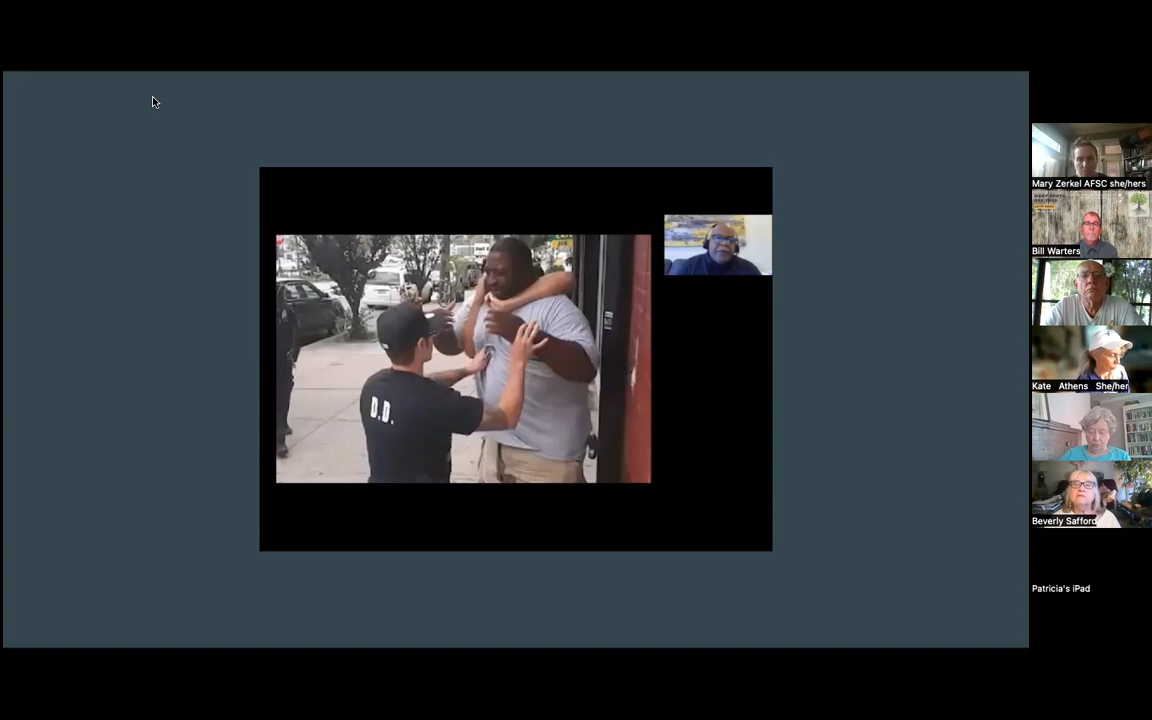 D.D.
Mary Zerkel AFSC she/hers
Bill Warters
Kate Athens She/her
Beverly Safford
Patricia's iPad